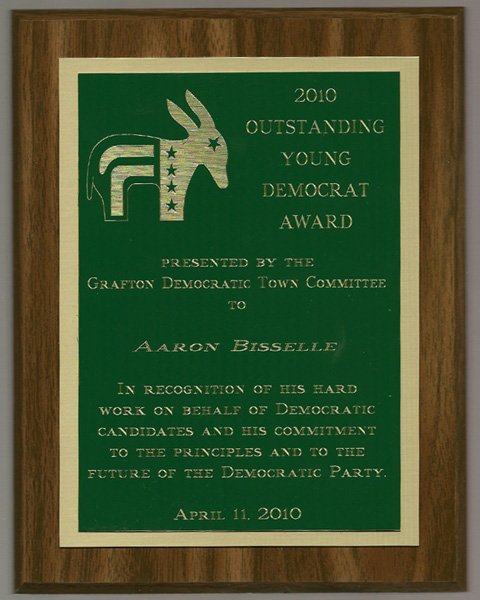 2010
OUTSTANDING
YOUNG
DEMOCRAT
AWARD
PRESENTED BY THE
GRAFTON DEMOCRATIC TOWN COMMITTEE
TO
AARON BISSELLE
IN RECOGNITION OF HIS HARD
WORK ON BEHALF OF DEMOCRATIC
CANDIDATES AND HIS COMMITMENT
TO THE PRINCIPLES AND TO THE
FUTURE OF THE DEMOCRATIC PARTY.
APRIL 11, 2010